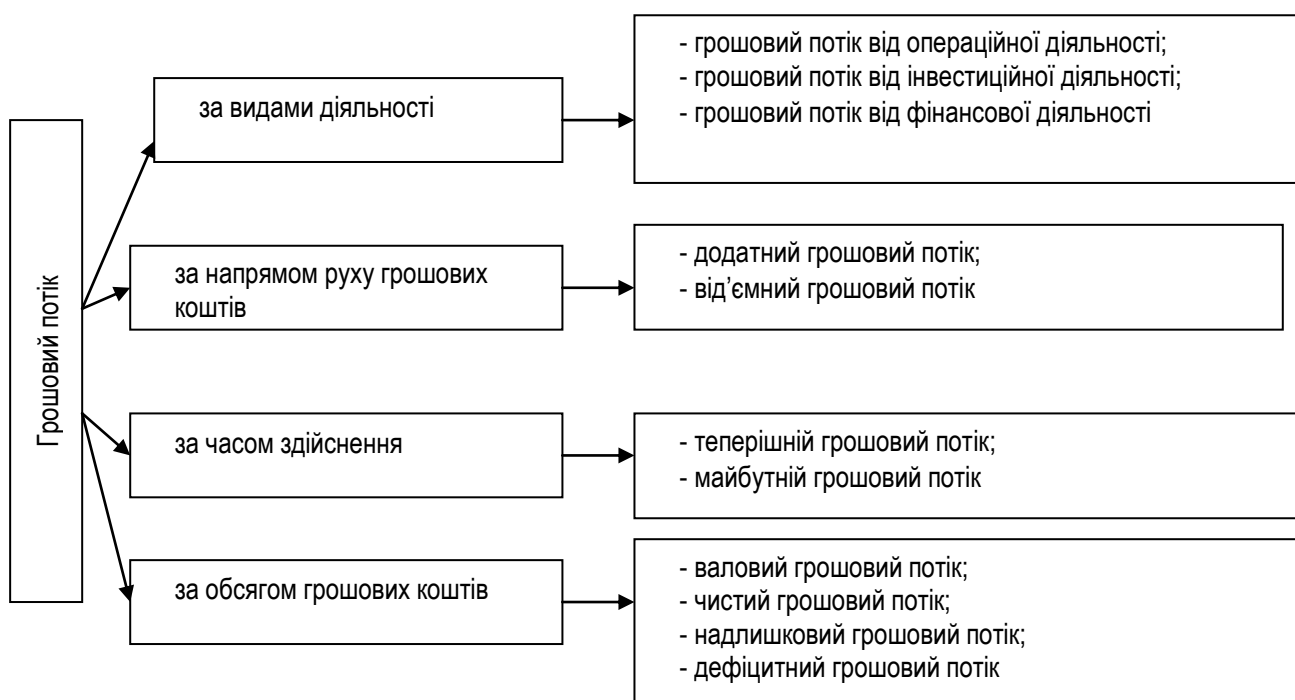 Грошовий потік
за видами діяльності
- грошовий потік від операційної діяльності;
- грошовий потік від інвестиційної діяльності;
- грошовий потік від фінансової діяльності
за напрямом руху грошових
коштів
- додатний грошовий потік;
- від’ємний грошовий потік
за часом здійснення
- теперішній грошовий потік;
- майбутній грошовий потік
за обсягом грошових коштів
- валовий грошовий потік;
- чистий грошовий потік;
- надлишковий грошовий потік;
- дефіцитний грошовий потік